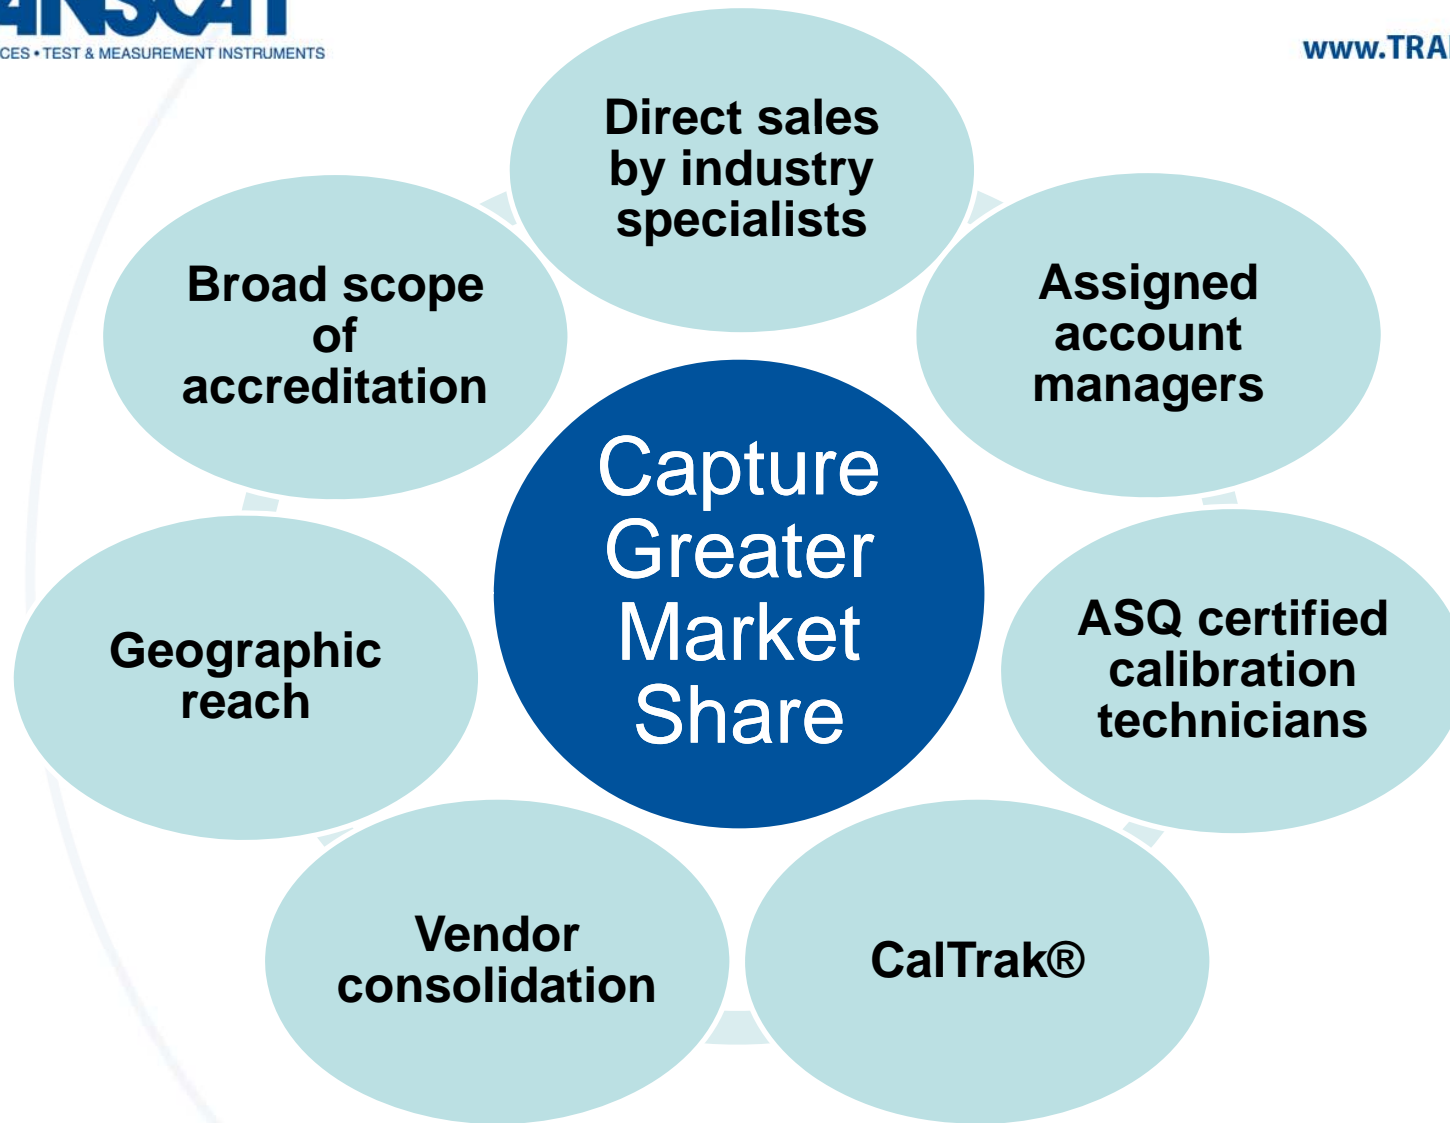 CES • TEST & MEASUREMENT INSTRUMENTS
Direct sales
by industry
specialists
Assigned
account
managers
ASQ certified
calibration
technicians
CalTrak®
Vendor
consolidation
Geographic
reach
Broad scope
of
accreditation
Capture
Greater
Market
Share